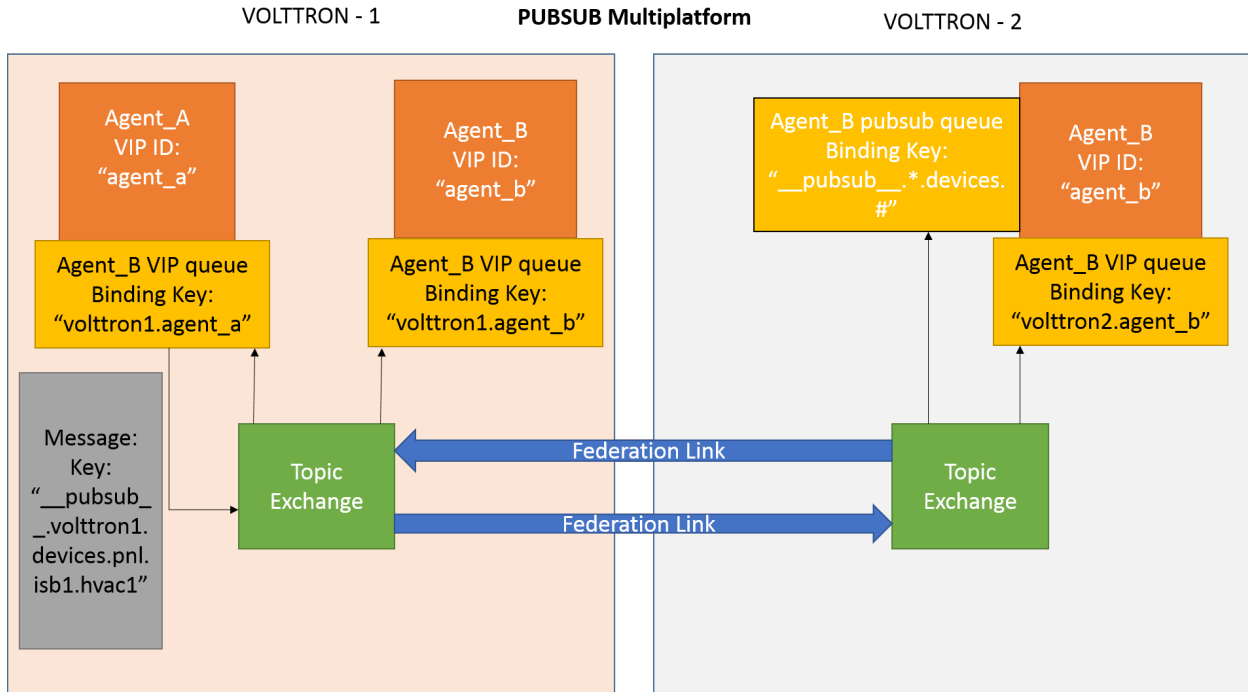 VOLTTRON - 1
PUBSUB Multiplatform
VOLTTRON - 2
Agent_A
VIP ID:
“agent_a”
Agent_B
VIP ID:
“agent_b”
Agent_B pubsub queue
Binding Key:
“__pubsub__.*.devices.
#”
Agent_B
VIP ID:
“agent_b”
Agent_B VIP queue
Binding Key:
“volttron1.agent_a”
Agent_B VIP queue
Binding Key:
“volttron1.agent_b”
Agent_B VIP queue
Binding Key:
“volttron2.agent_b”
Message:
Key:
“__pubsub_
_.volttron1.
devices.pnl.
isb1.hvac1”
Topic
Exchange
Federation Link
Federation Link
Topic
Exchange